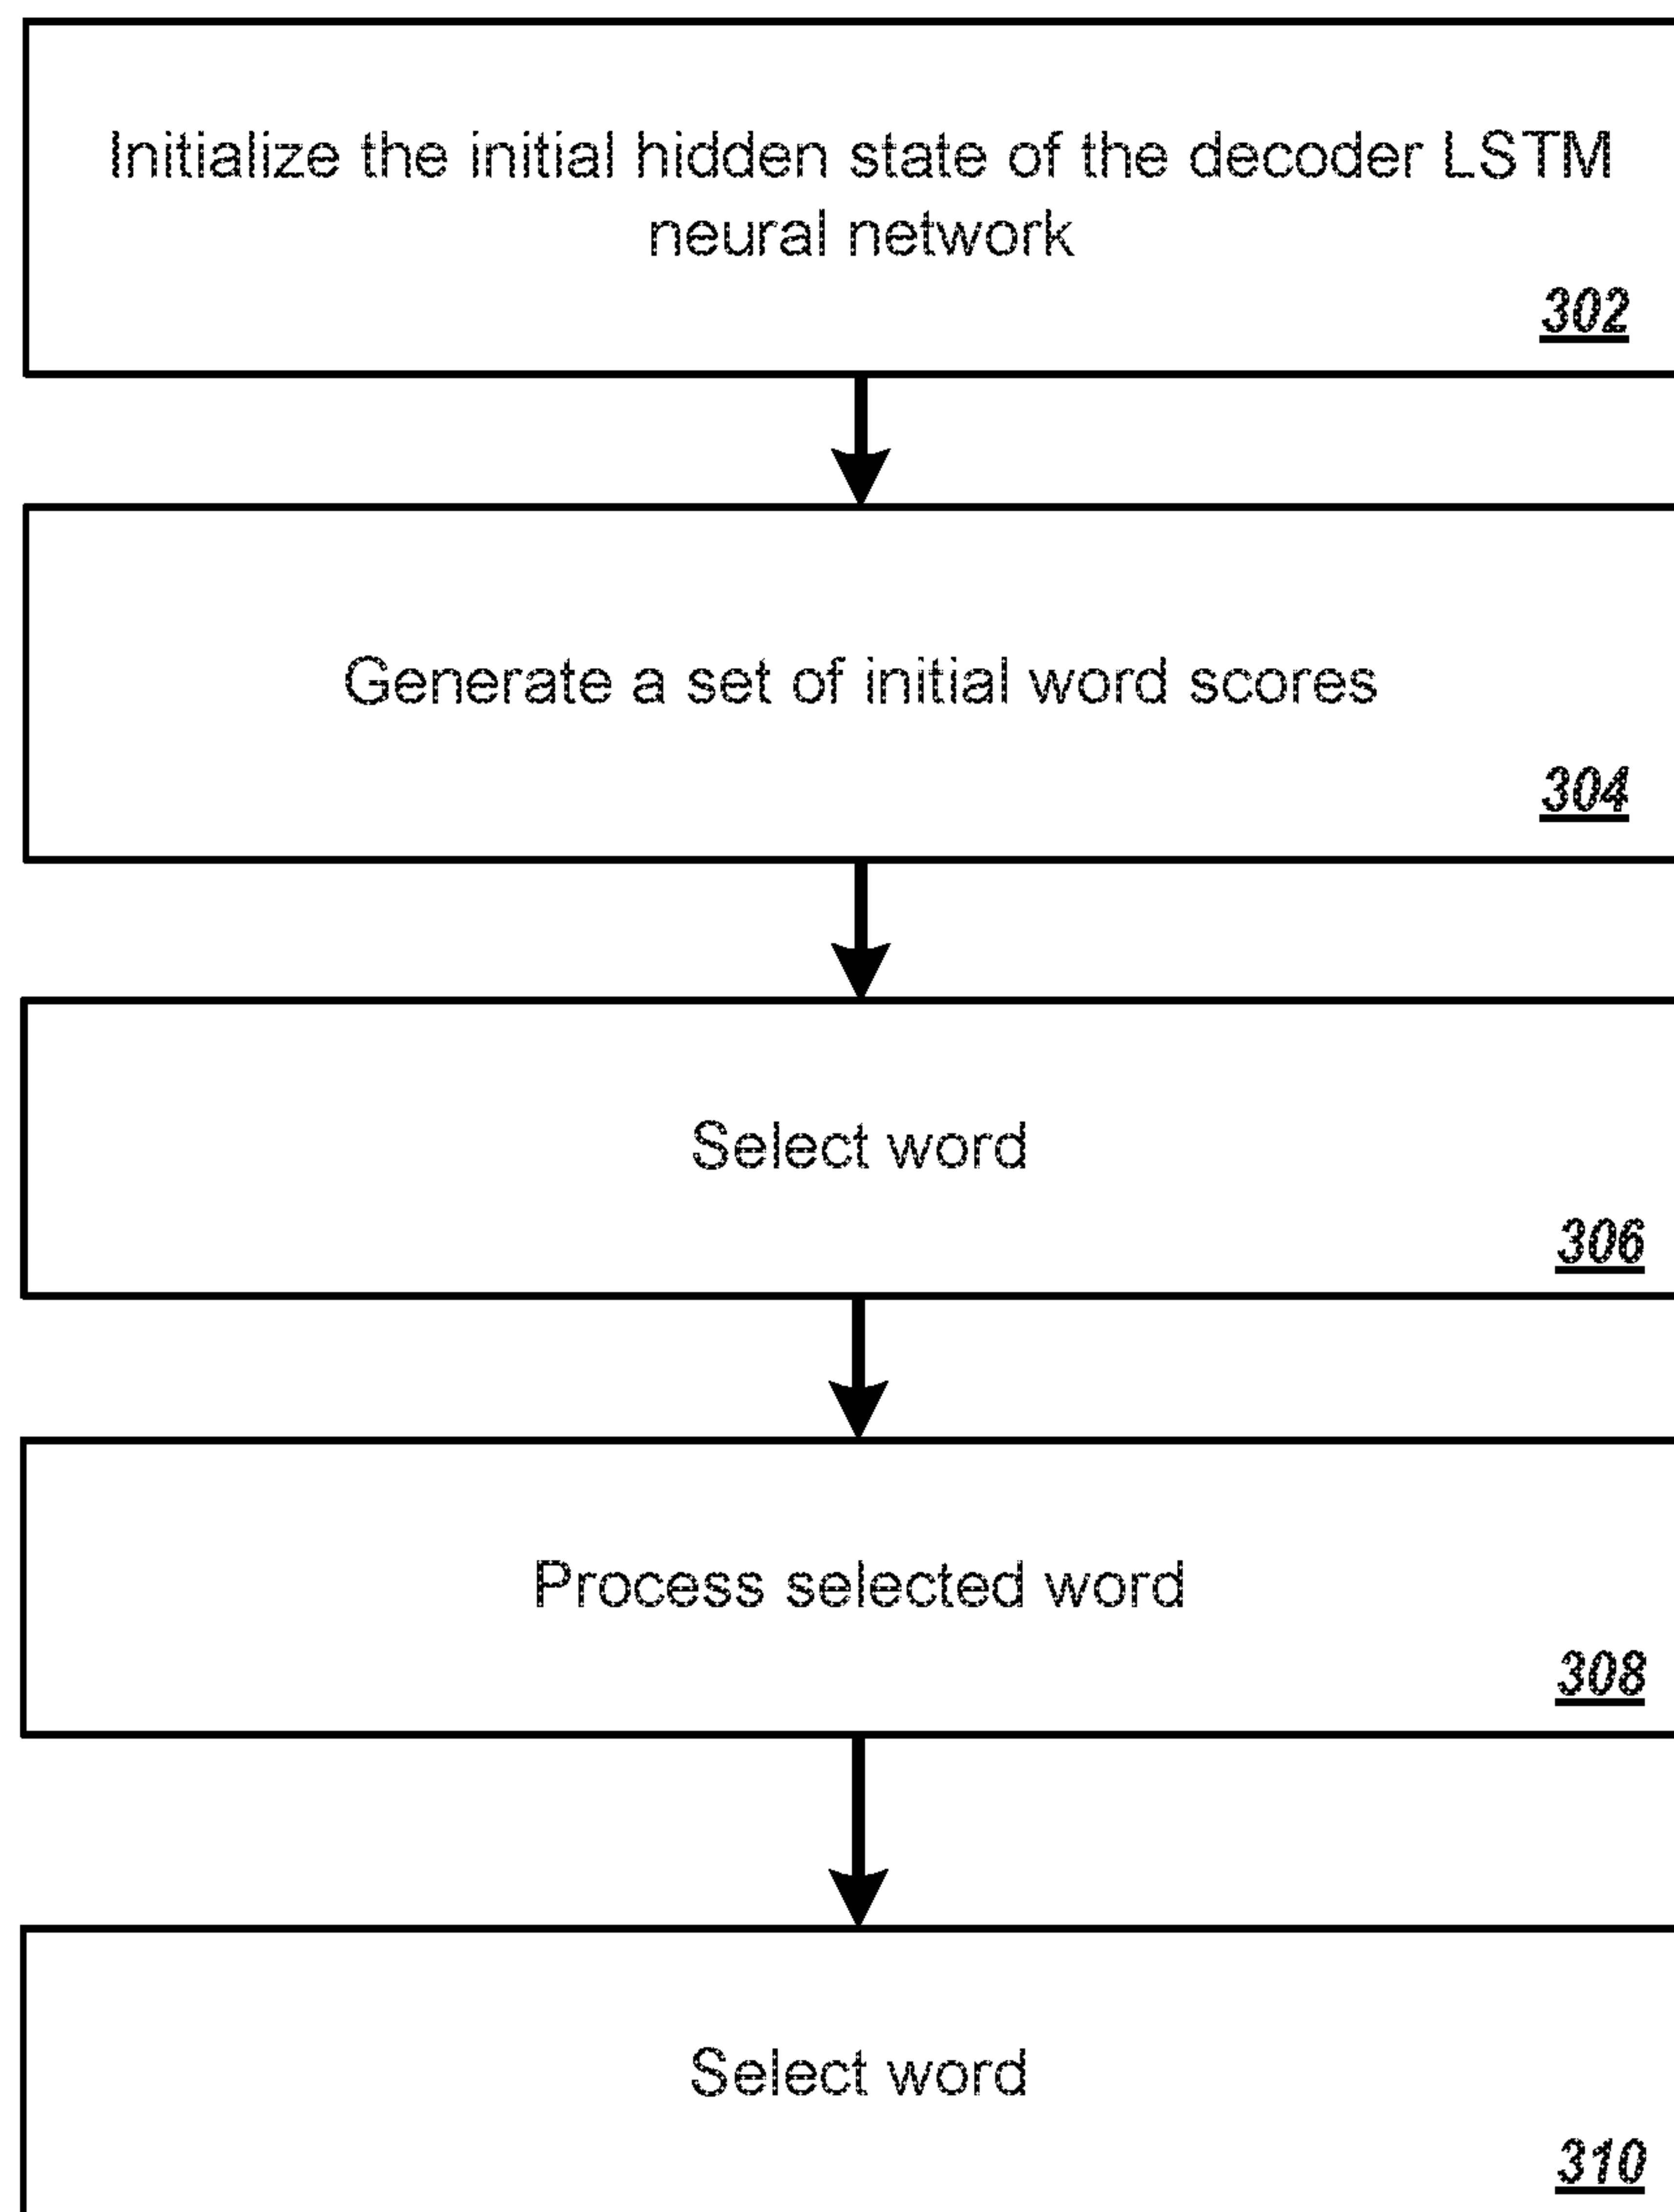 Initialize the initial hidden state of the decoder LSTM
neural network
302
Generate a set of initial word scores
304
Select word
306
Process selected word
308
Select word
310